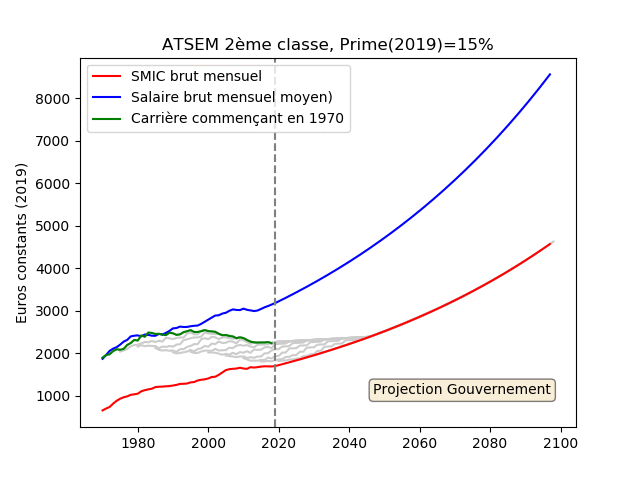 ATSEM 2ème classe, Prime(2019)=15%
SMIC brut mensuel
Salaire brut mensuel moyen)
Carrière commençant en 1970
Euros constants (2019)
8000
7000
6000
5000
4000
3000
2000
1000
Projection Gouvernement
1980
2000
2020
2040
2060
2080
2100